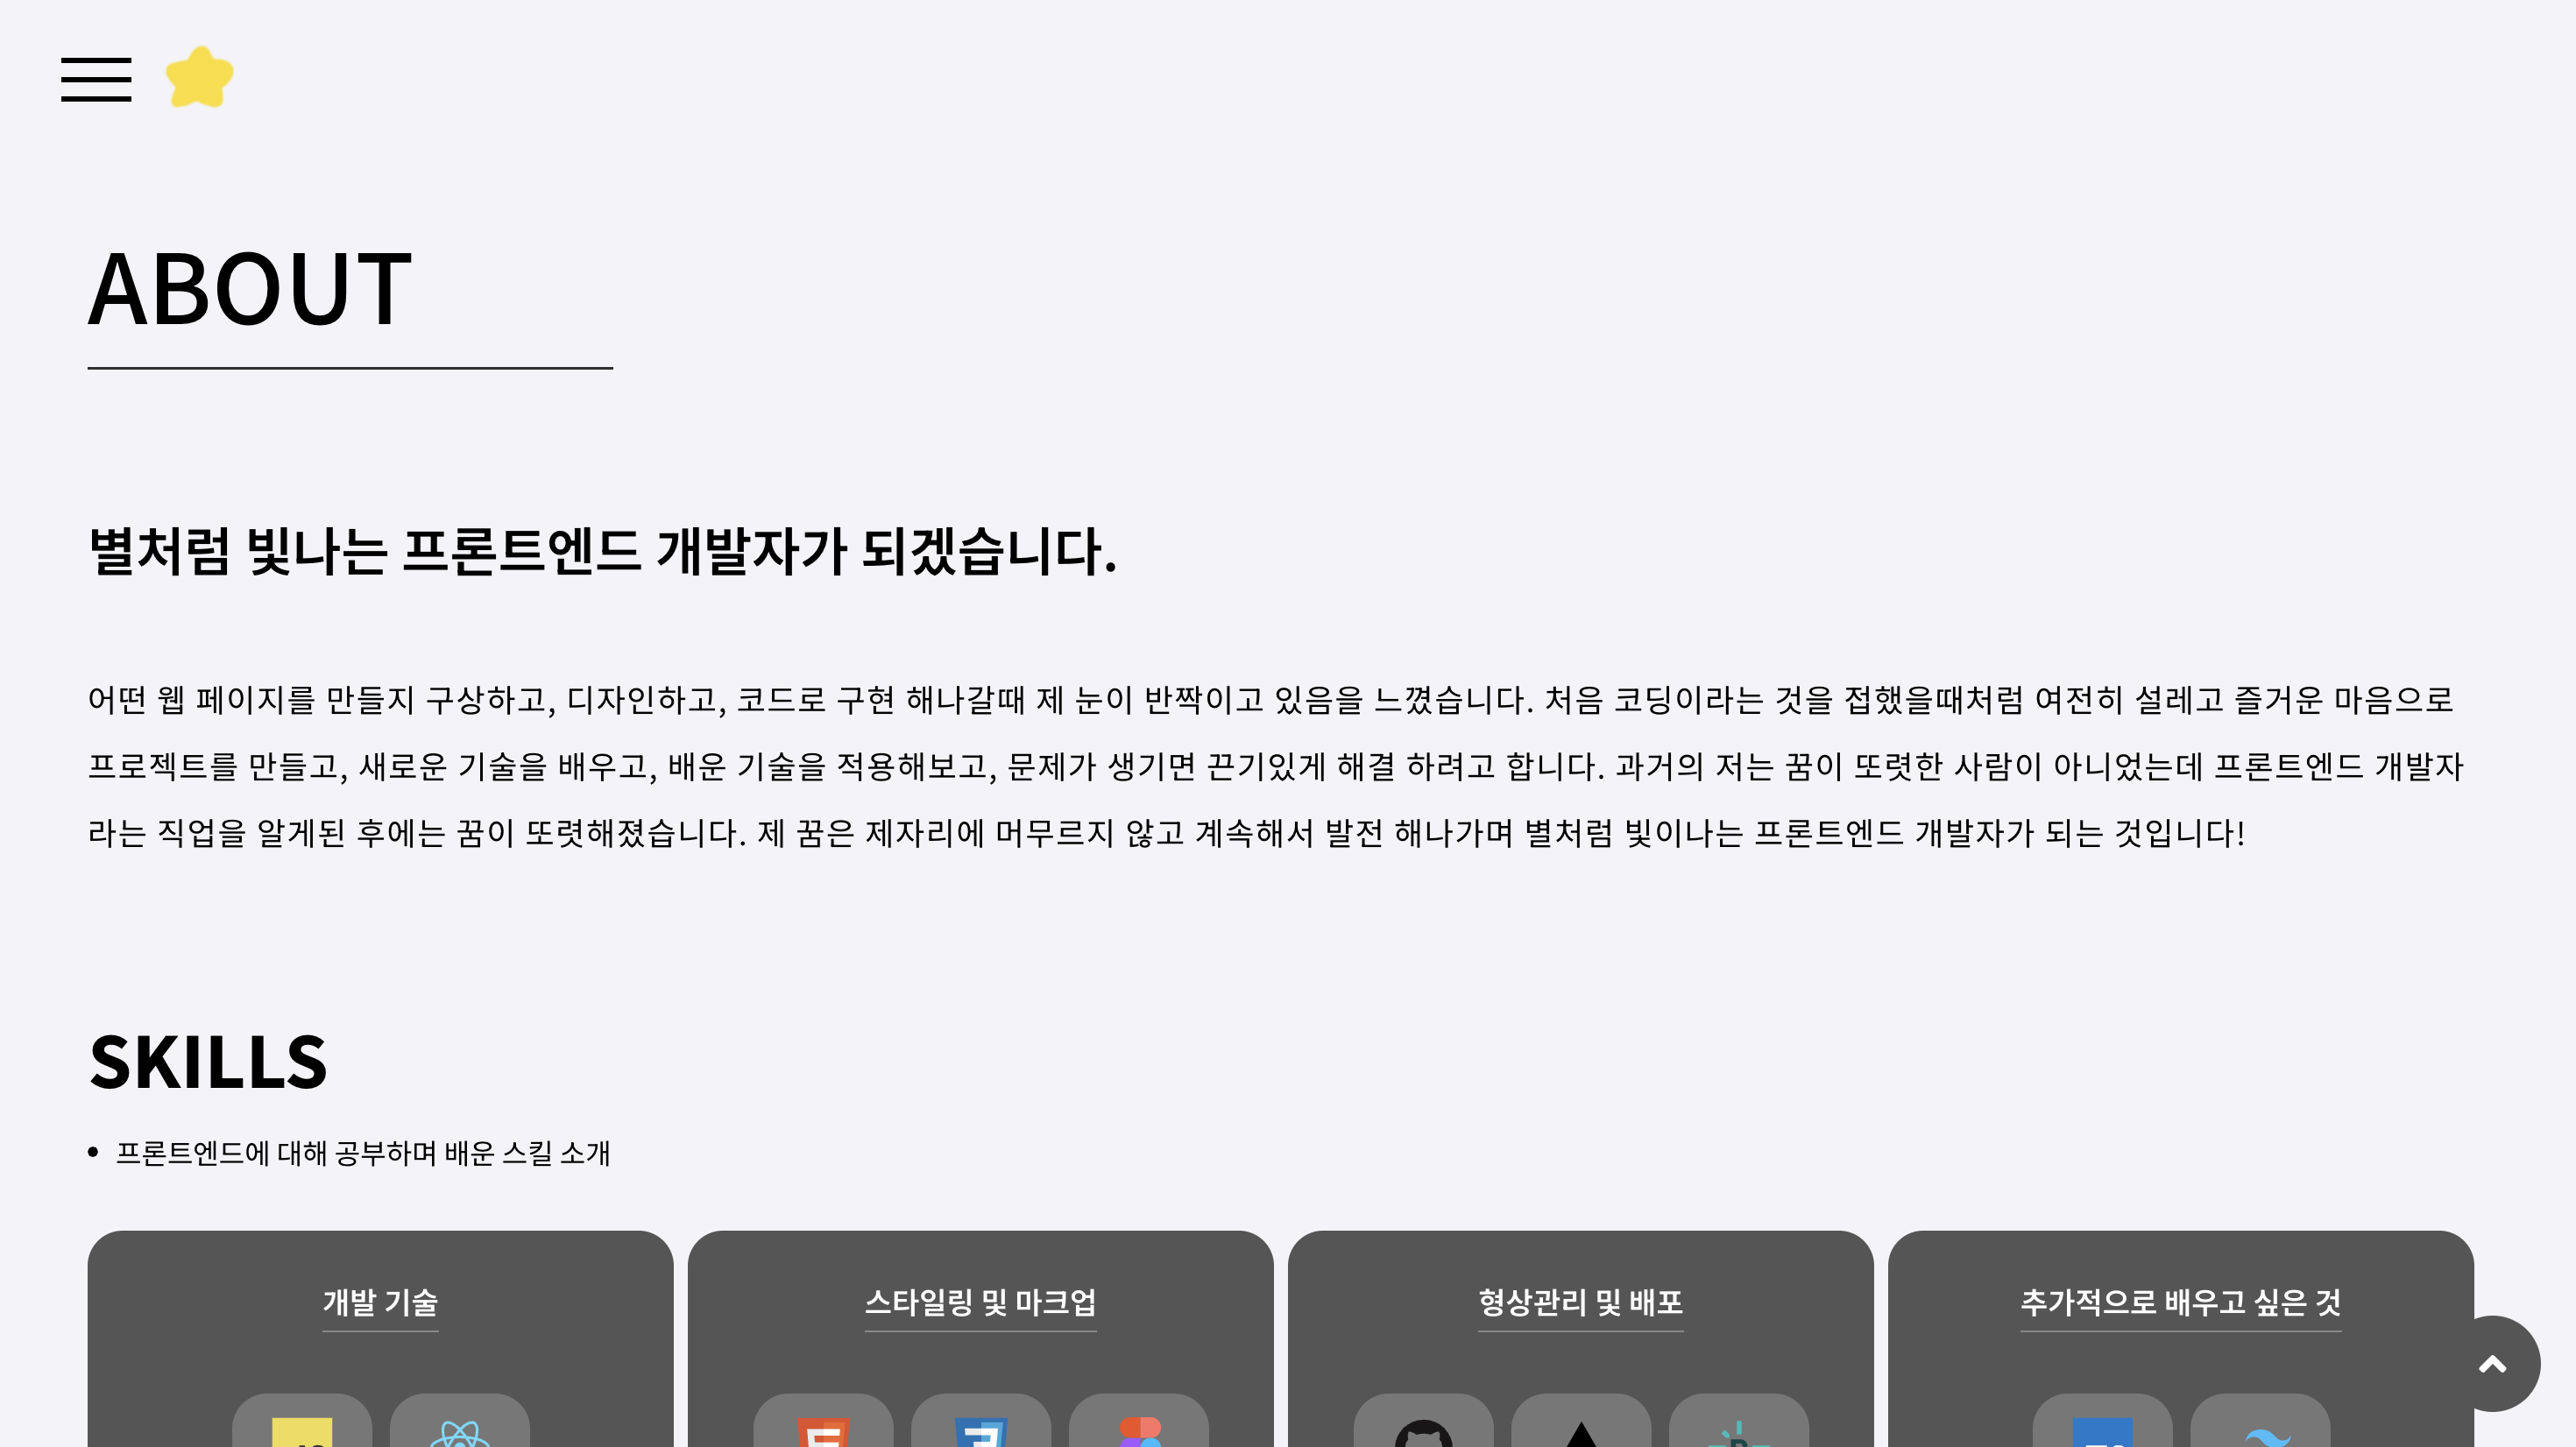 ABOUT
별처럼 빛나는 프론트엔드 개발자가 되겠습니다.
어떤 웹 페이지를 만들지 구상하고, 디자인하고, 코드로 구현 해나갈때 제 눈이 반짝이고 있음을 느꼈습니다. 처음 코딩이라는 것을 접했을때처럼 여전히 설레고 즐거운 마음으로
프로젝트를 만들고, 새로운 기술을 배우고, 배운 기술을 적용해보고, 문제가 생기면 끈기있게 해결 하려고 합니다. 과거의 저는 꿈이 또렷한 사람이 아니었는데 프론트엔드 개발자
라는 직업을 알게된 후에는 꿈이 또렷해졌습니다. 제 꿈은 제자리에 머무르지 않고 계속해서 발전 해나가며 별처럼 빛이나는 프론트엔드 개발자가 되는 것입니다!
SKILLS
• 프론트엔드에 대해 공부하며 배운 스킬 소개
개발 기술
스타일링 및 마크업
형상관리 및 배포
추가적으로 배우고 싶은 것